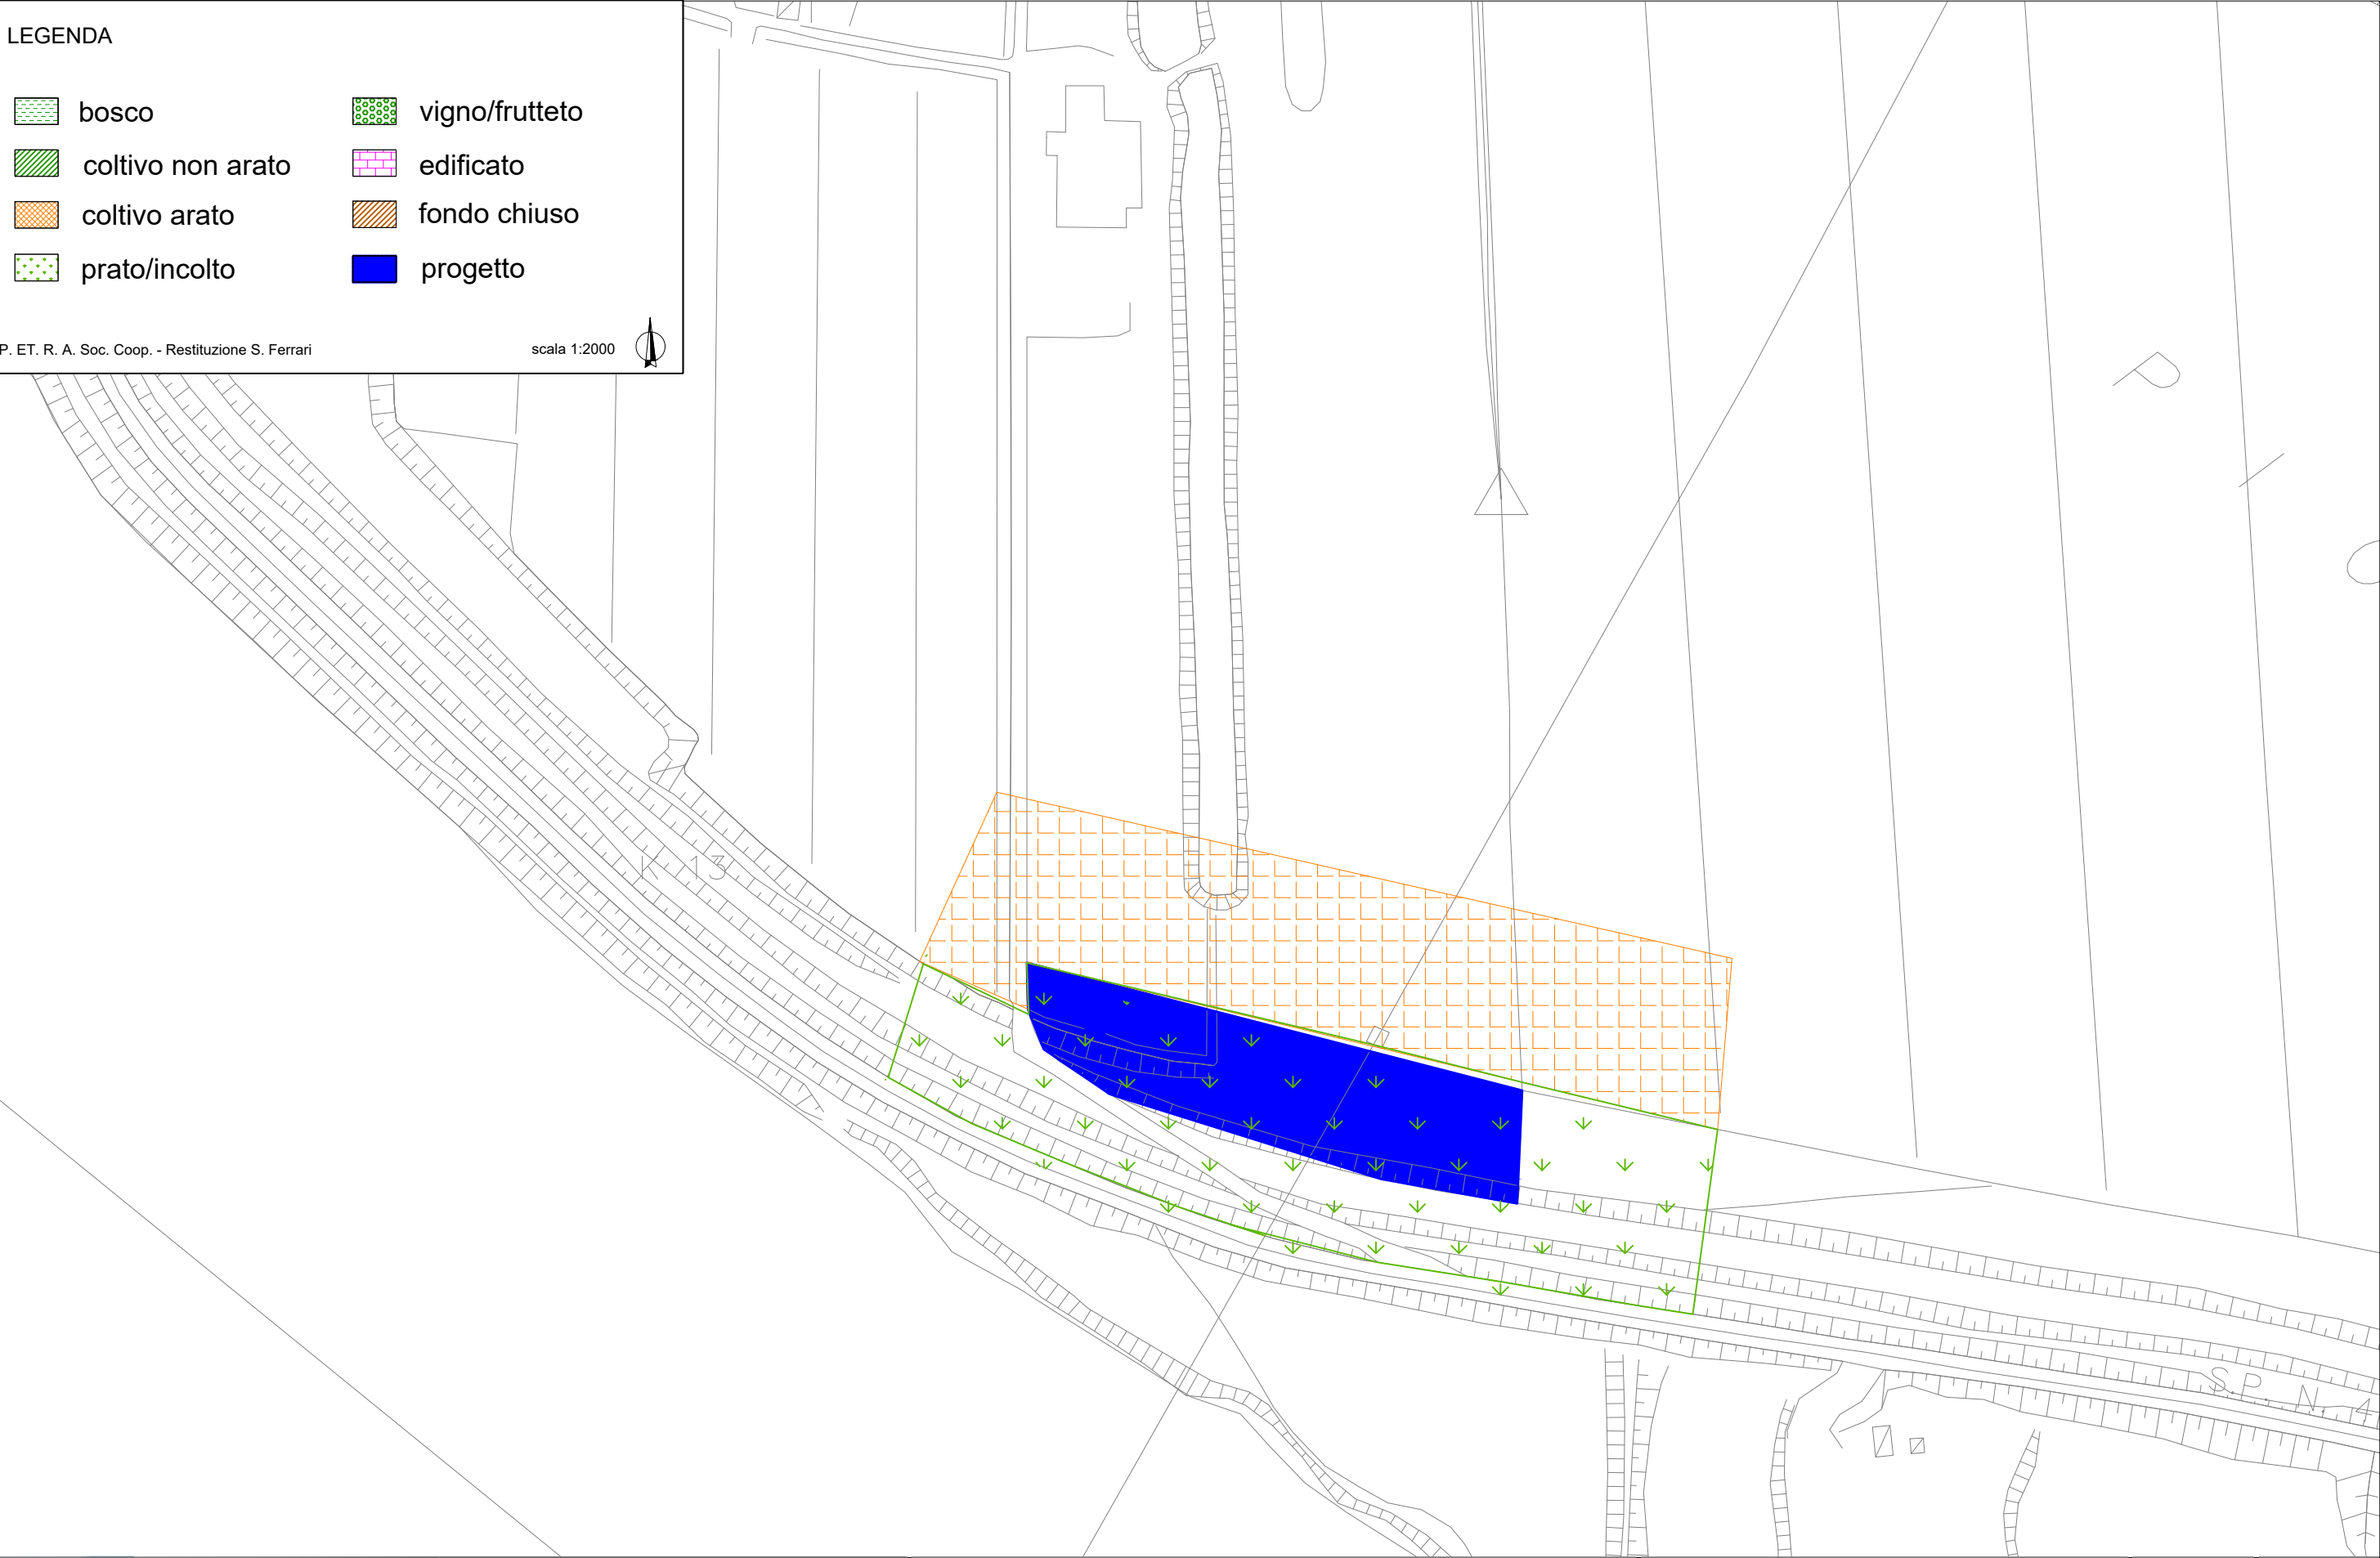 LEGENDA
bosco
vigno/frutteto
coltivo non arato
edificato
coltivo arato
fondo chiuso
prato/incolto
progetto
P. ET. R. A. Soc. Coop. - Restituzione S. Ferrari
scala 1:2000
P
K 13
S.P. N.